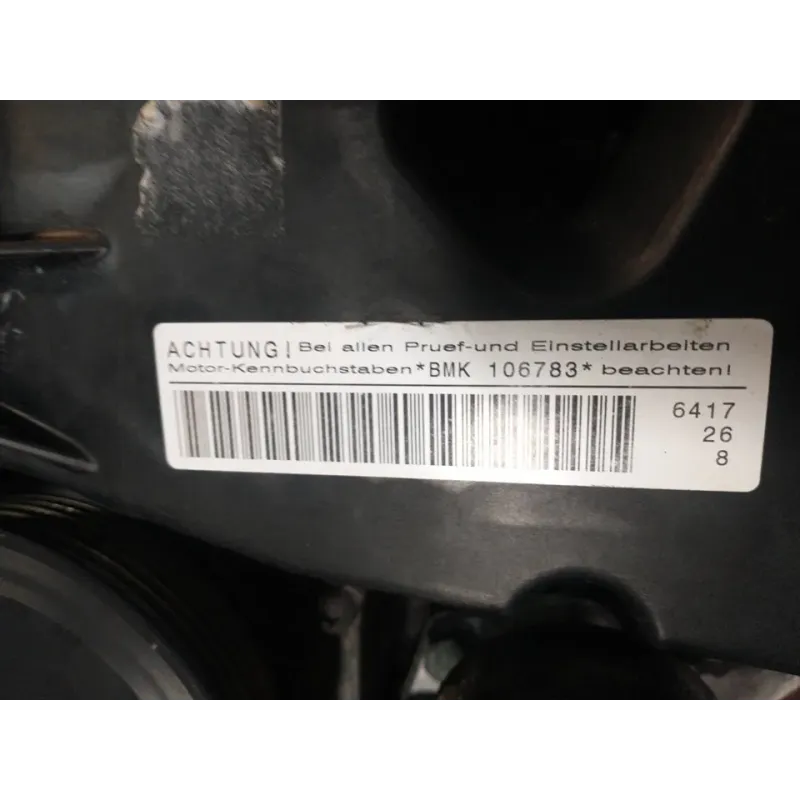 ACHTUNG! Bei allen Pruef-und Einstellarbeiten
Motor-Kennbuchstaben *BMK 106783* beachten!
6417
26
8